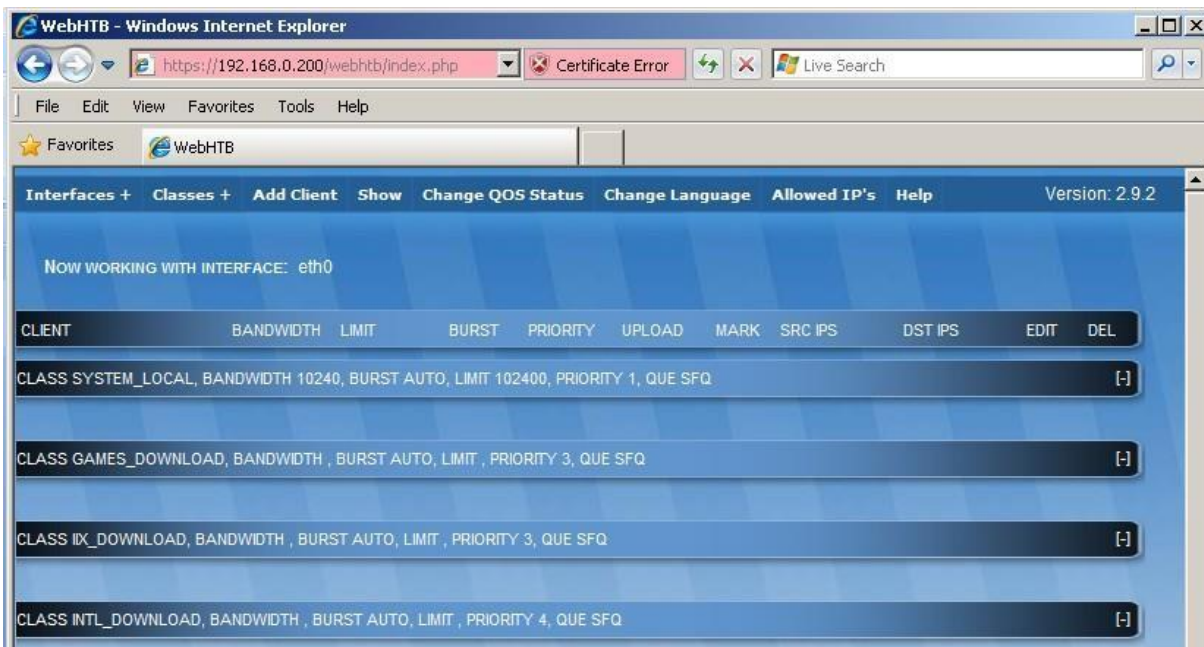 WebHTB - Windows Internet Explorer
https://192.168.0.200/webhtb/index.php Certificate Error Live Search
File Edit View Favorites Tools Help
Favorites WebHTB
Interfaces + Classes + Add Client Show Change QOS Status Change Language Allowed IP's Help Version: 2.9.2
NOW WORKING WITH INTERFACE: eth0
CLIENT BANDWIDTH LIMIT BURST PRIORITY UPLOAD MARK SRC IPS DST IPS EDIT DEL
CLASS SYSTEM_LOCAL, BANDWIDTH 10240, BURST AUTO, LIMIT 102400, PRIORITY 1, QUE SFQ [-]
CLASS GAMES_DOWNLOAD, BANDWIDTH , BURST AUTO, LIMIT , PRIORITY 3, QUE SFQ [-]
CLASS IIX_DOWNLOAD, BANDWIDTH , BURST AUTO, LIMIT , PRIORITY 3, QUE SFQ [-]
CLASS INTL_DOWNLOAD, BANDWIDTH , BURST AUTO, LIMIT , PRIORITY 4, QUE SFQ [-]